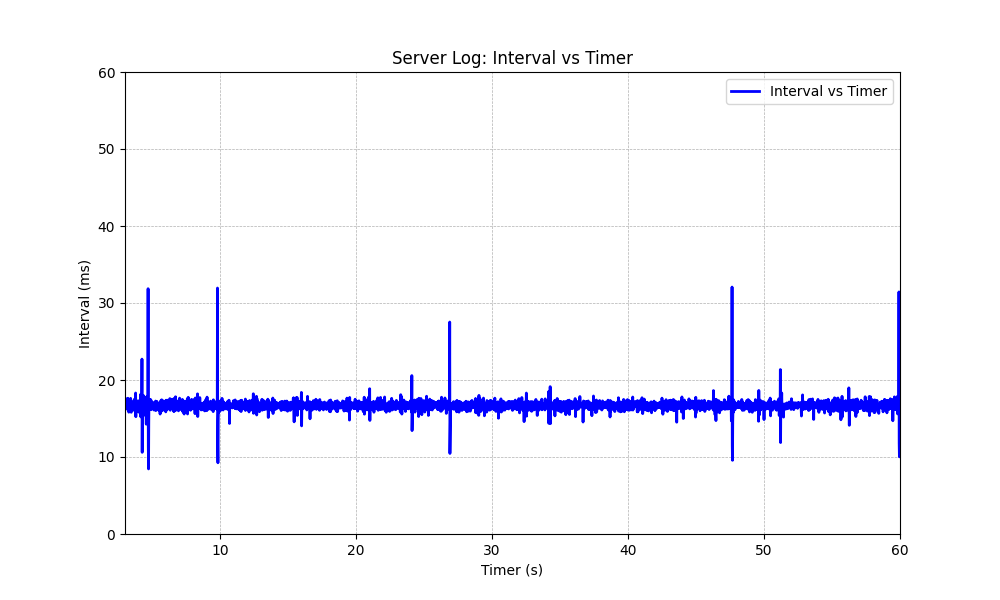 Server Log: Interval vs Timer
Interval vs Timer
60
50
40
30
20
10
0
Interval (ms)
10 20 30 40 50 60
Timer (s)